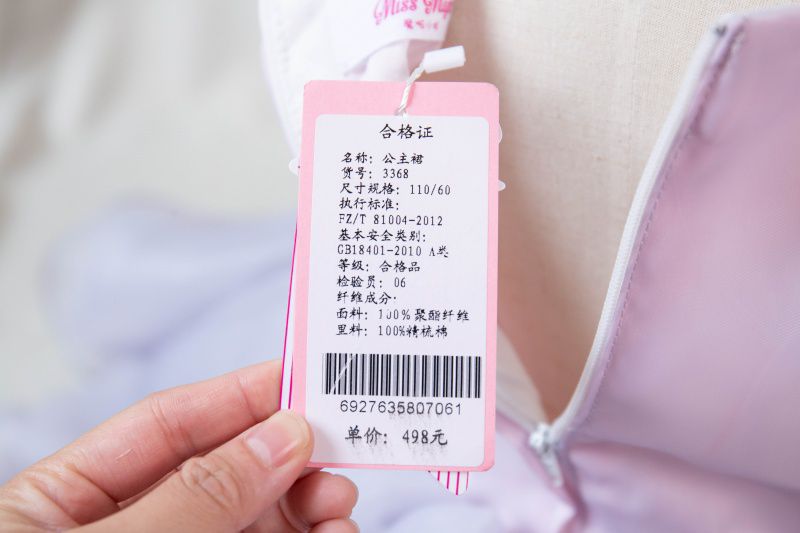 Miss
合格证
名称: 公主裙
货号: 3368
尺寸规格: 110/60
执行标准:
FZ/T 81004-2012
基本安全类别:
GB18401-2010 A类
等级: 合格品
检验员: 06
纤维成分:
面料: 100%聚酯纤维
里料: 100%精梳棉
6927635807061
单价: 498元